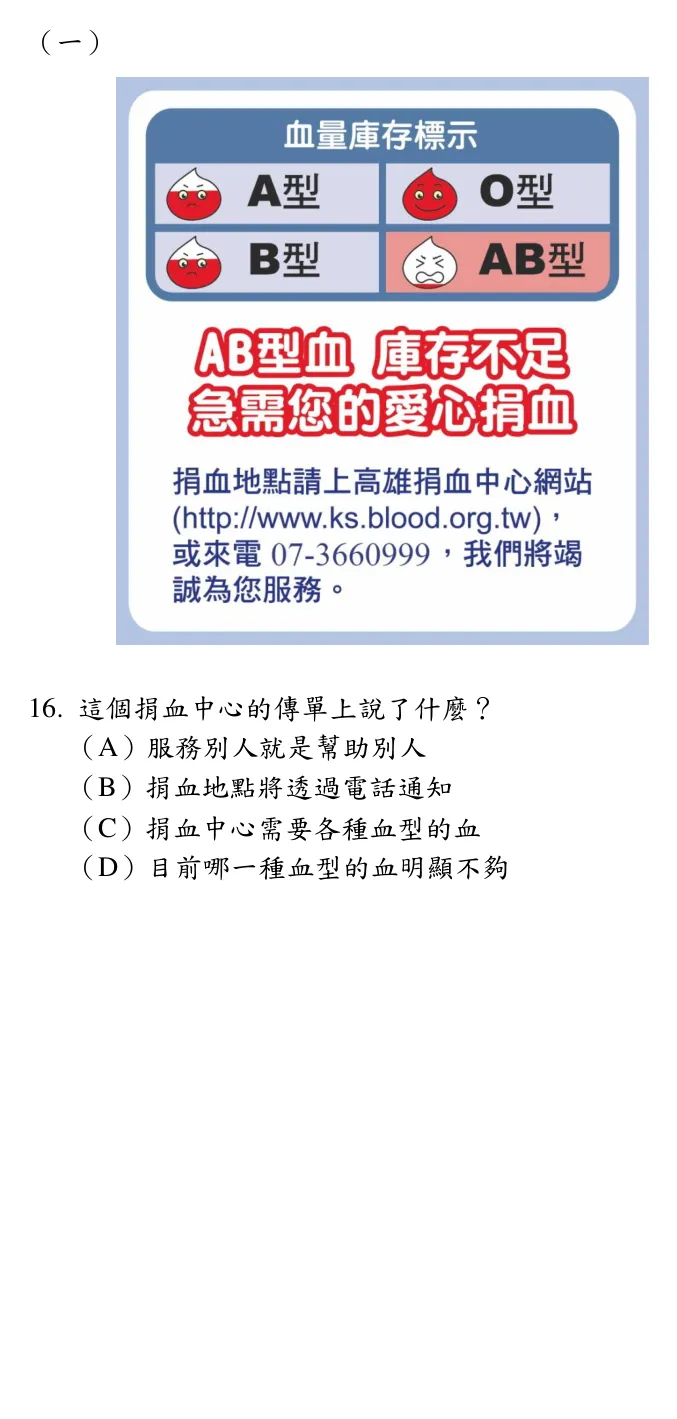 （一）
血量庫存標示
A型
O型
B型
AB型
AB型血 庫存不足
急需您的愛心捐血
捐血地點請上高雄捐血中心網站
(http://www.ks.blood.org.tw)，
或來電 07-3660999，我們將竭
誠為您服務。
16. 這個捐血中心的傳單上說了什麼？
（A）服務別人就是幫助別人
（B）捐血地點將透過電話通知
（C）捐血中心需要各種血型的血
（D）目前哪一種血型的血明顯不夠